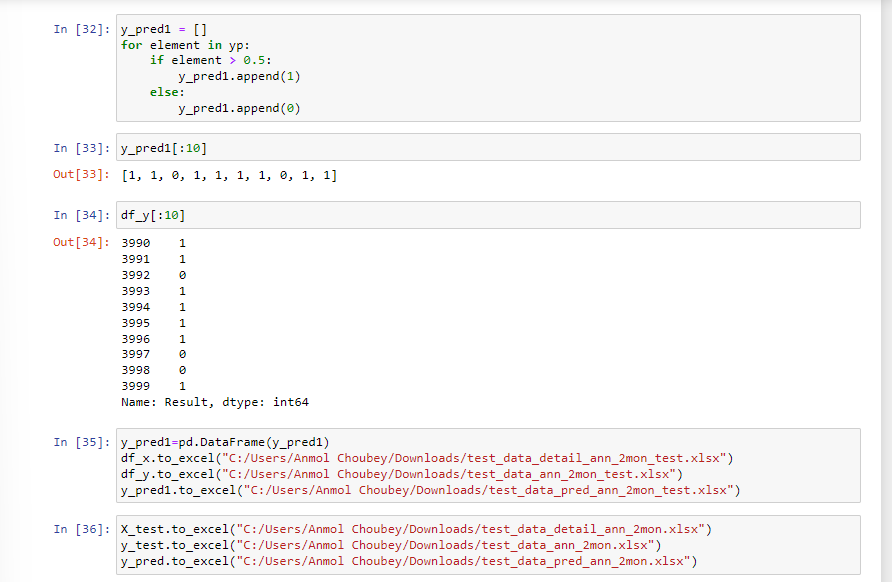 In [32]: y_pred1 = []
for element in yp:
if element > 0.5:
y_pred1.append(1)
else:
y_pred1.append(0)
In [33]: y_pred1[:10]
Out[33]: [1, 1, 0, 1, 1, 1, 1, 0, 1, 1]
In [34]: df_y[:10]
Out[34]: 3990 1
3991 1
3992 0
3993 1
3994 1
3995 1
3996 1
3997 0
3998 0
3999 1
Name: Result, dtype: int64
In [35]: y_pred1=pd.DataFrame(y_pred1)
df_x.to_excel("C:/Users/Anmol Choubey/Downloads/test_data_detail_ann_2mon_test.xlsx")
df_y.to_excel("C:/Users/Anmol Choubey/Downloads/test_data_ann_2mon_test.xlsx")
y_pred1.to_excel("C:/Users/Anmol Choubey/Downloads/test_data_pred_ann_2mon_test.xlsx")
In [36]: X_test.to_excel("C:/Users/Anmol Choubey/Downloads/test_data_detail_ann_2mon.xlsx")
y_test.to_excel("C:/Users/Anmol Choubey/Downloads/test_data_ann_2mon.xlsx")
y_pred.to_excel("C:/Users/Anmol Choubey/Downloads/test_data_pred_ann_2mon.xlsx")